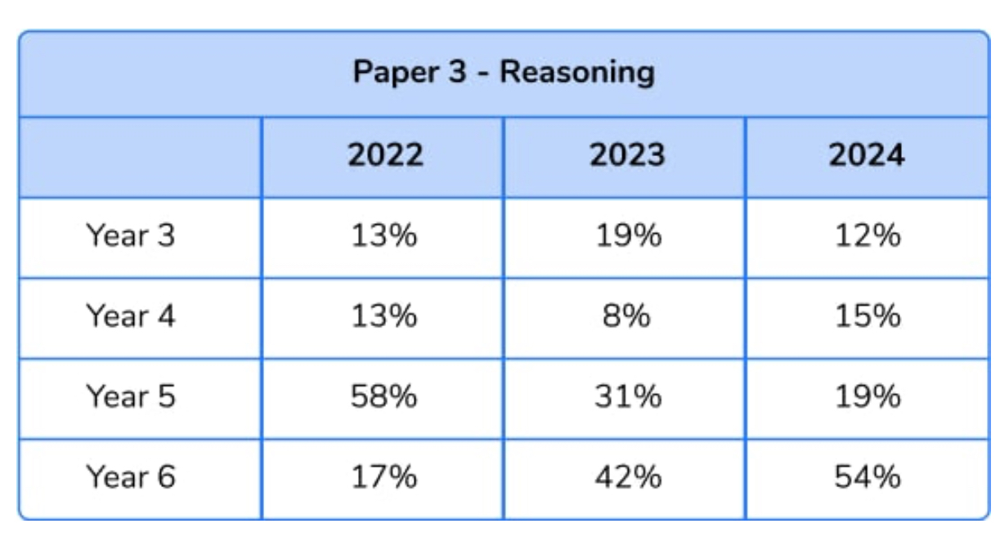 Paper 3 - Reasoning
2022 2023 2024
Year 3 13% 19% 12%
Year 4 13% 8% 15%
Year 5 58% 31% 19%
Year 6 17% 42% 54%